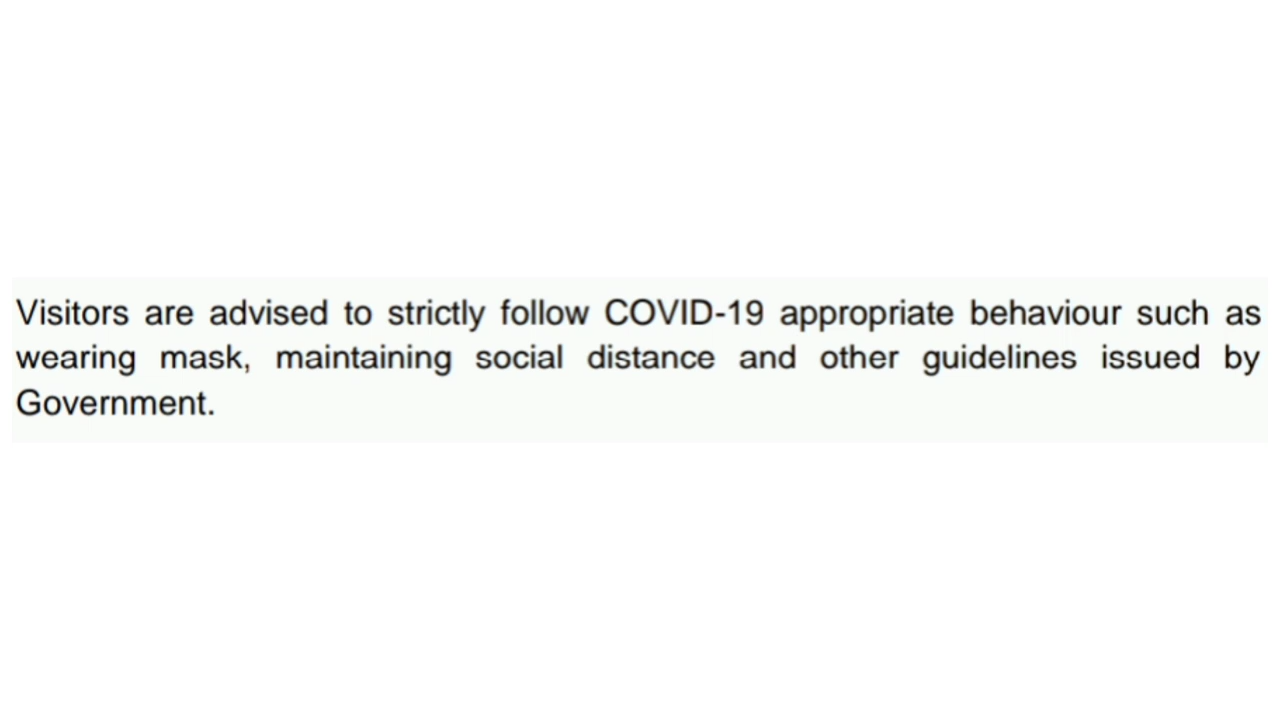 Visitors are advised to strictly follow COVID-19 appropriate behaviour such as
wearing mask, maintaining social distance and other guidelines issued by
Government.